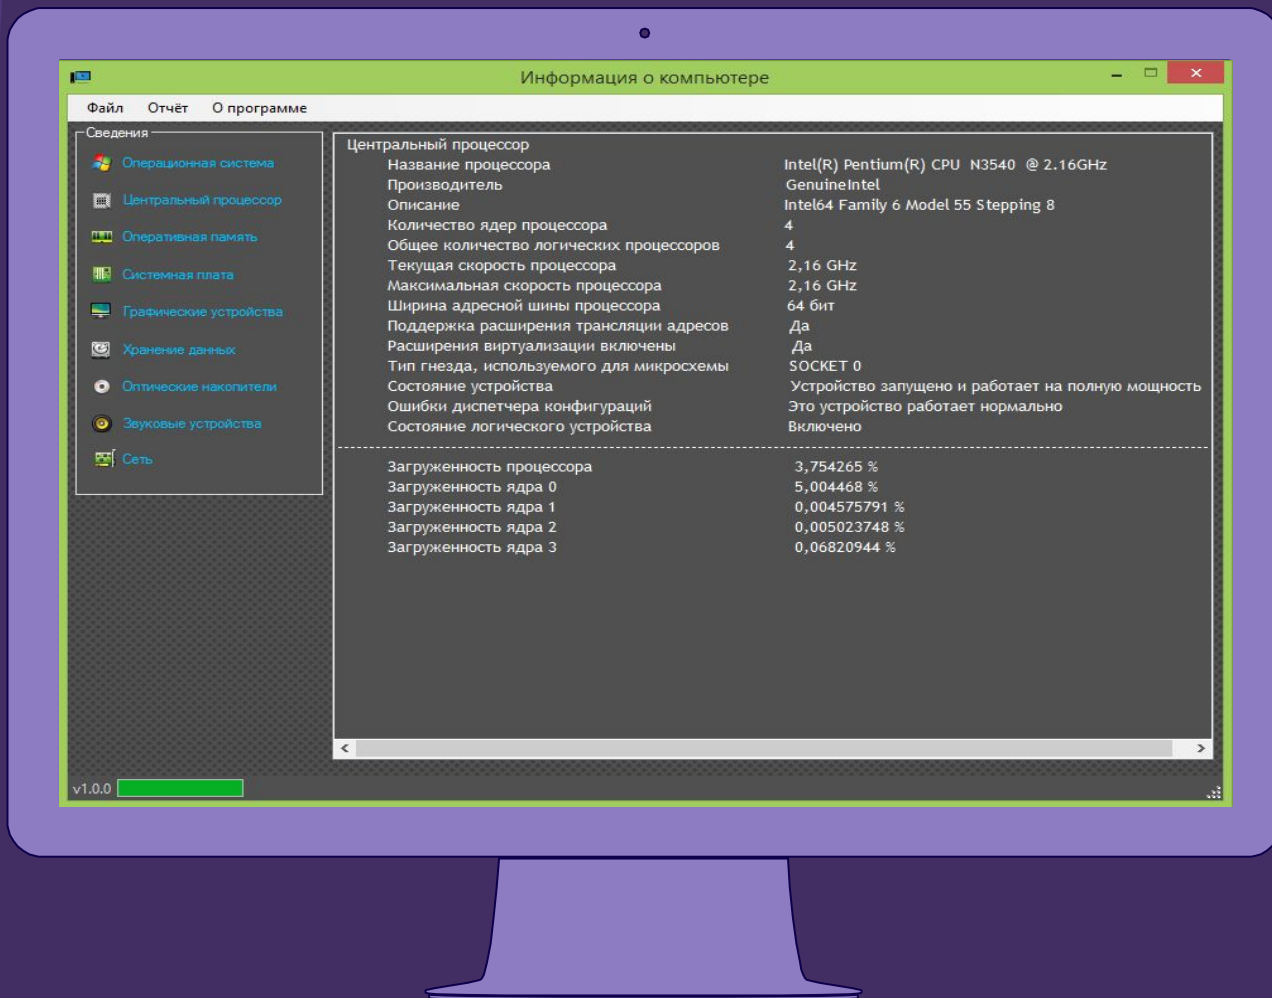 Информация о компьютере
Файл Отчёт О программе
Сведения
Операционная система
Центральный процессор
Оперативная память
Системная плата
Графические устройства
Хранение данных
Оптические накопители
Звуковые устройства
Сеть
Центральный процессор
Название процессора Intel(R) Pentium(R) CPU N3540 @ 2.16GHz
Производитель GenuineIntel
Описание Intel64 Family 6 Model 55 Stepping 8
Количество ядер процессора 4
Общее количество логических процессоров 4
Текущая скорость процессора 2,16 GHz
Максимальная скорость процессора 2,16 GHz
Ширина адресной шины процессора 64 бит
Поддержка расширения трансляции адресов Да
Расширения виртуализации включены Да
Тип гнезда, используемого для микросхемы SOCKET 0
Состояние устройства Устройство запущено и работает на полную мощность
Ошибки диспетчера конфигураций Это устройство работает нормально
Состояние логического устройства Включено
Загруженность процессора 3,754265 %
Загруженность ядра 0 5,004468 %
Загруженность ядра 1 0,004575791 %
Загруженность ядра 2 0,005023748 %
Загруженность ядра 3 0,06820944 %
v1.0.0